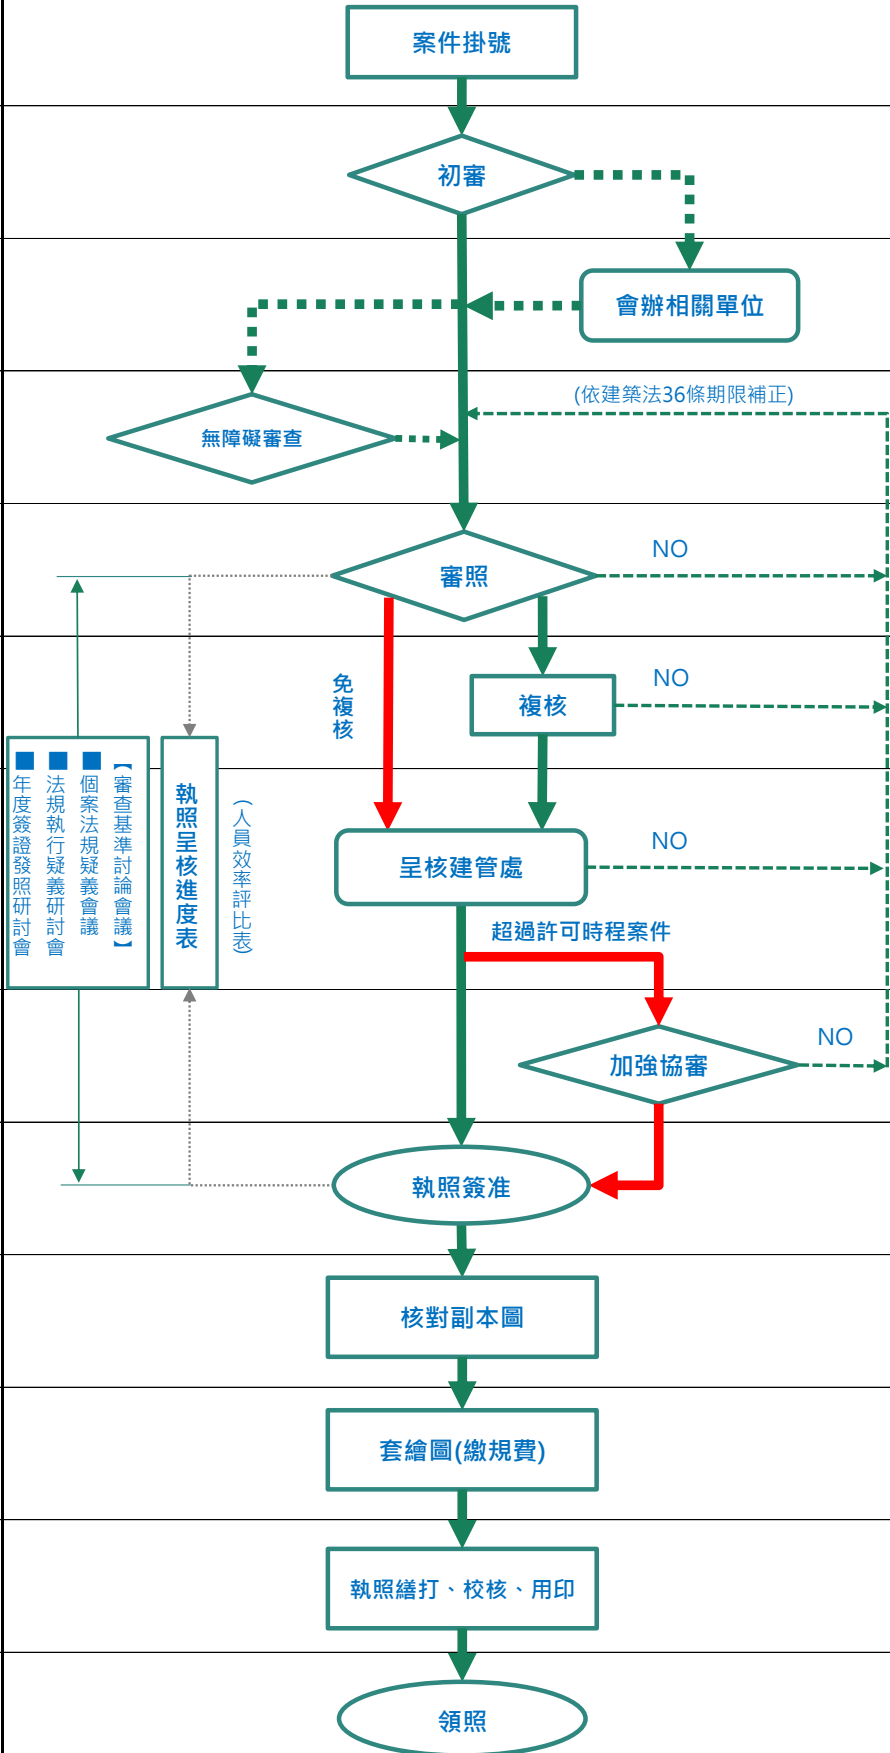 案件掛號
初審
會辦相關單位
(依建築法36條期限補正)
無障礙審查
審照
NO
免複核
複核
NO
【審查基準討論會議】
■個案法規疑義會議
■法規執行疑義研討會
■年度簽證發照研討會
執照呈核進度表
（人員效率評比表）
呈核建管處
NO
超過許可時程案件
加強協審
NO
執照簽准
核對副本圖
套繪圖(繳規費)
執照繕打、校核、用印
領照